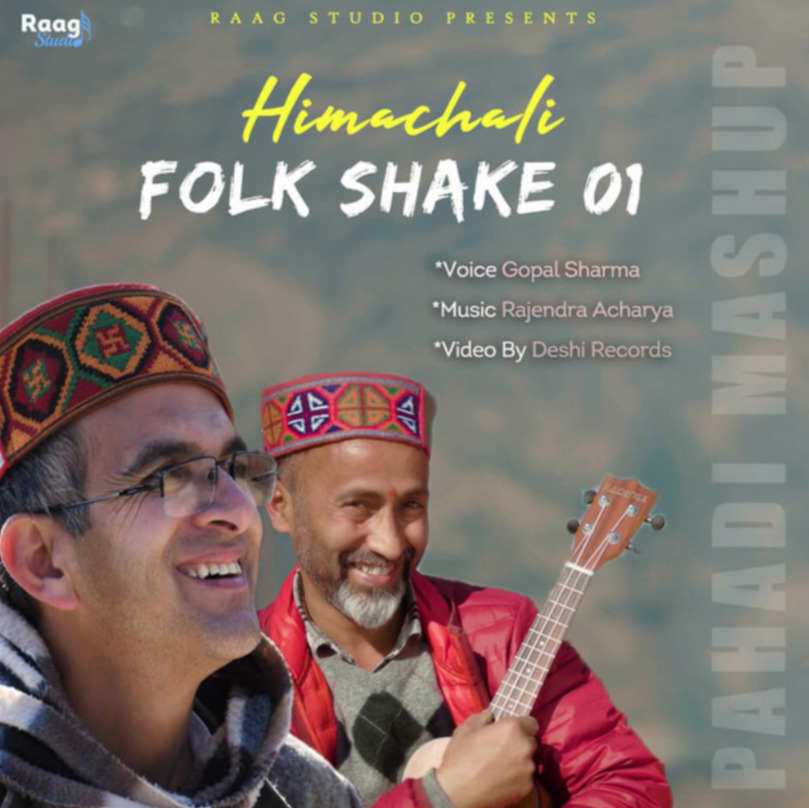 RAAG STUDIO PRESENTS
Raag
Studio
Himachali
FOLK SHAKE 01
*Voice Gopal Sharma
*Music Rajendra Acharya
*Video By Deshi Records
PAHADI MASHUP